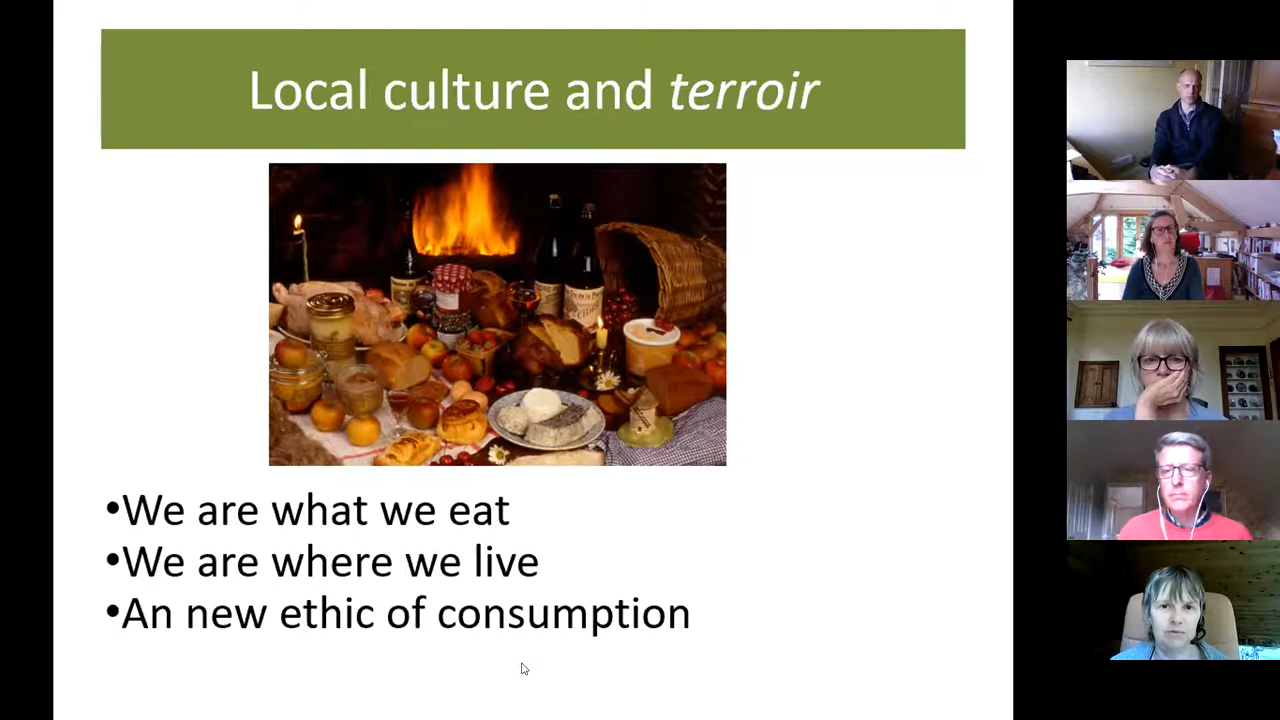 Local culture and terroir
•We are what we eat
•We are where we live
•An new ethic of consumption